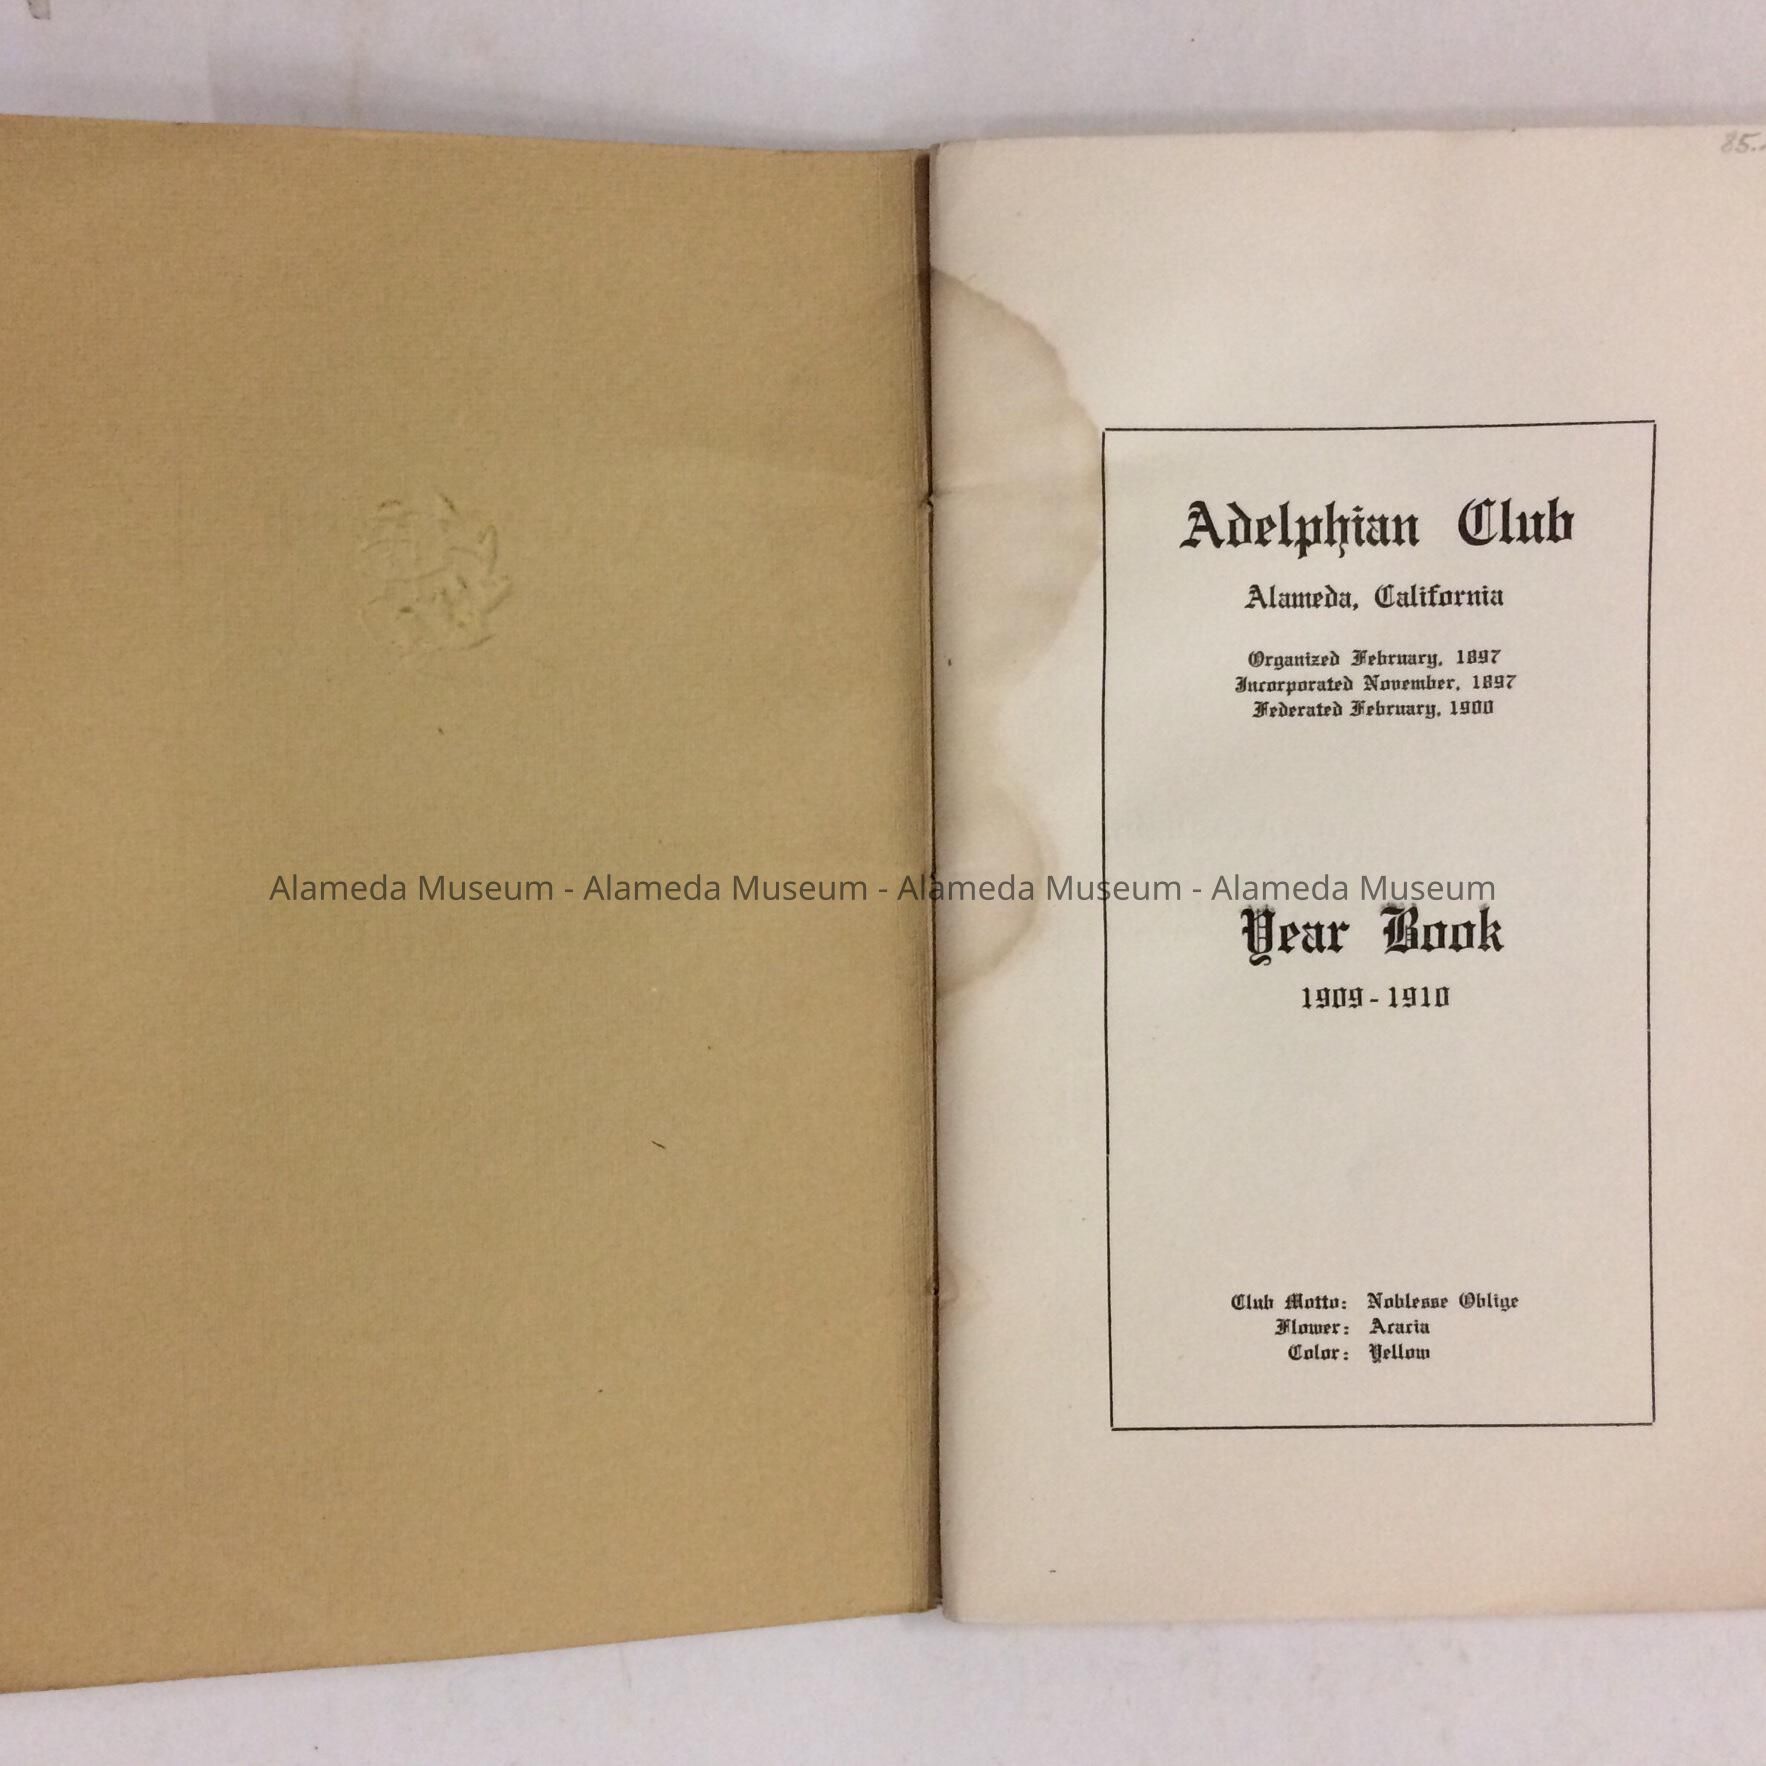 Adelphian Club
Alameda, California
Organized February, 1897
Incorporated November, 1897
Federated February, 1900
Alameda Museum - Alameda Museum - Alameda Museum - Alameda Museum
Year Book
1909-1910
Club Motto: Noblesse Oblige
Flower: Acacia
Color: Yellow